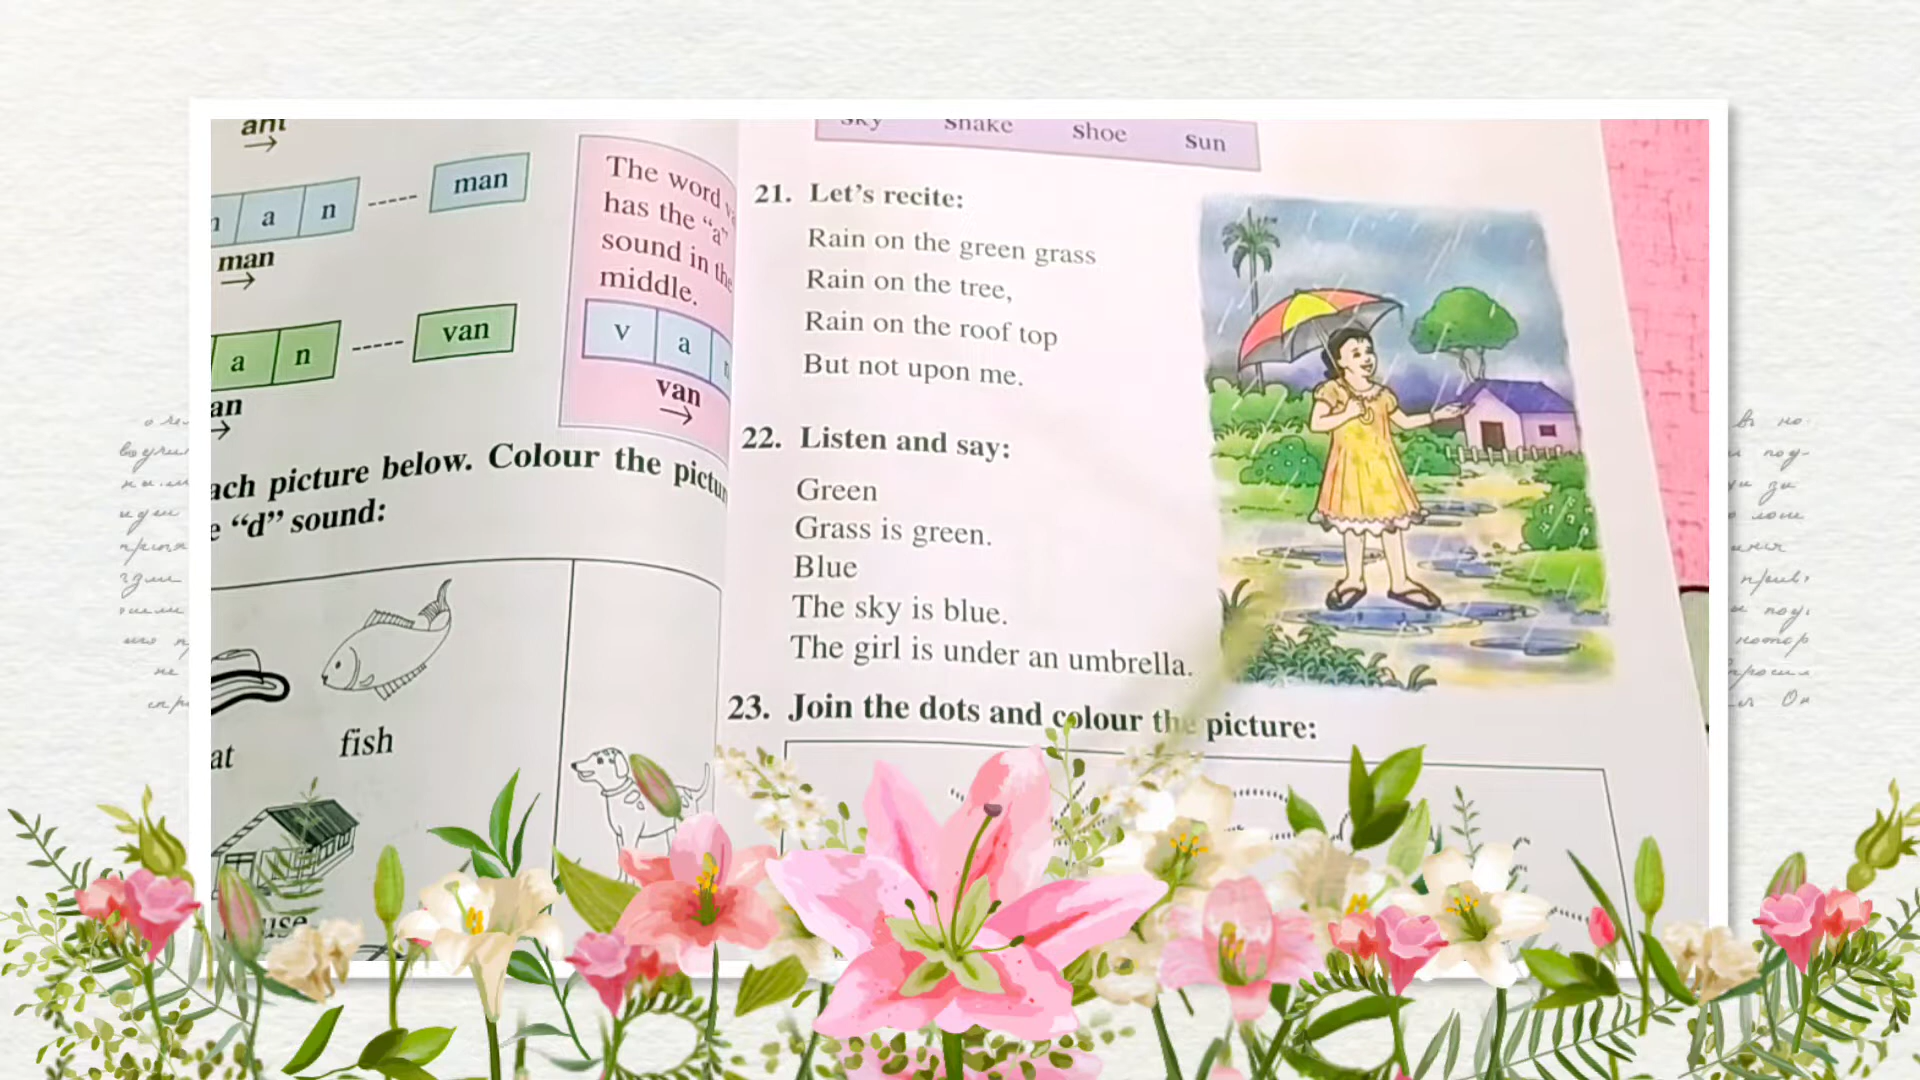 ant
man
a n
man
The word
has the "a"
sound in the
middle.
v a
van
a n
van
picture below. Colour the
"d" sound:
fish
sky snake shoe sun
21. Let's recite:
Rain on the green grass
Rain on the tree,
Rain on the roof top
But not upon me.
22. Listen and say:
Green
Grass is green.
Blue
The sky is blue.
The girl is under an umbrella.
23. Join the dots and colour the picture: